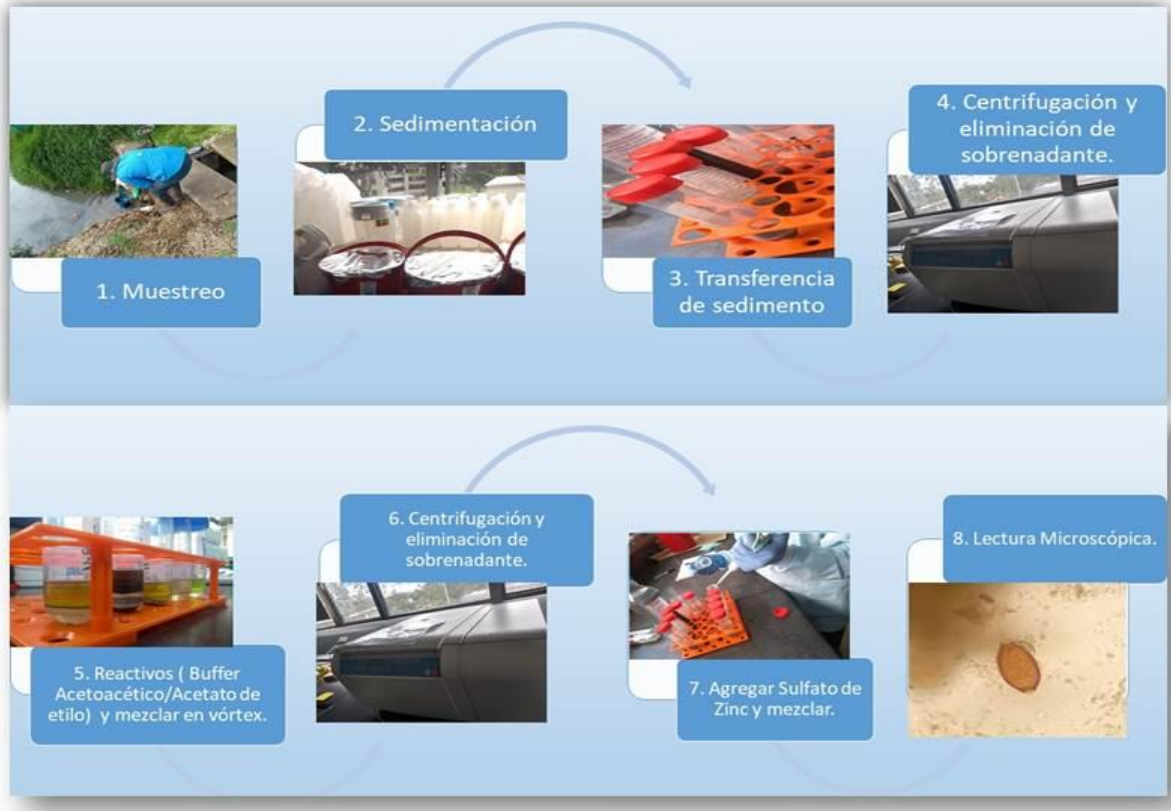 1. Muestreo
2. Sedimentación
3. Transferencia
de sedimento
4. Centrifugación y
eliminación de
sobrenadante.
5. Reactivos ( Buffer
Acetoacético/Acetato de
etilo) y mezclar en vórtex.
6. Centrifugación y
eliminación de
sobrenadante.
7. Agregar Sulfato de
Zinc y mezclar.
8. Lectura Microscópica.